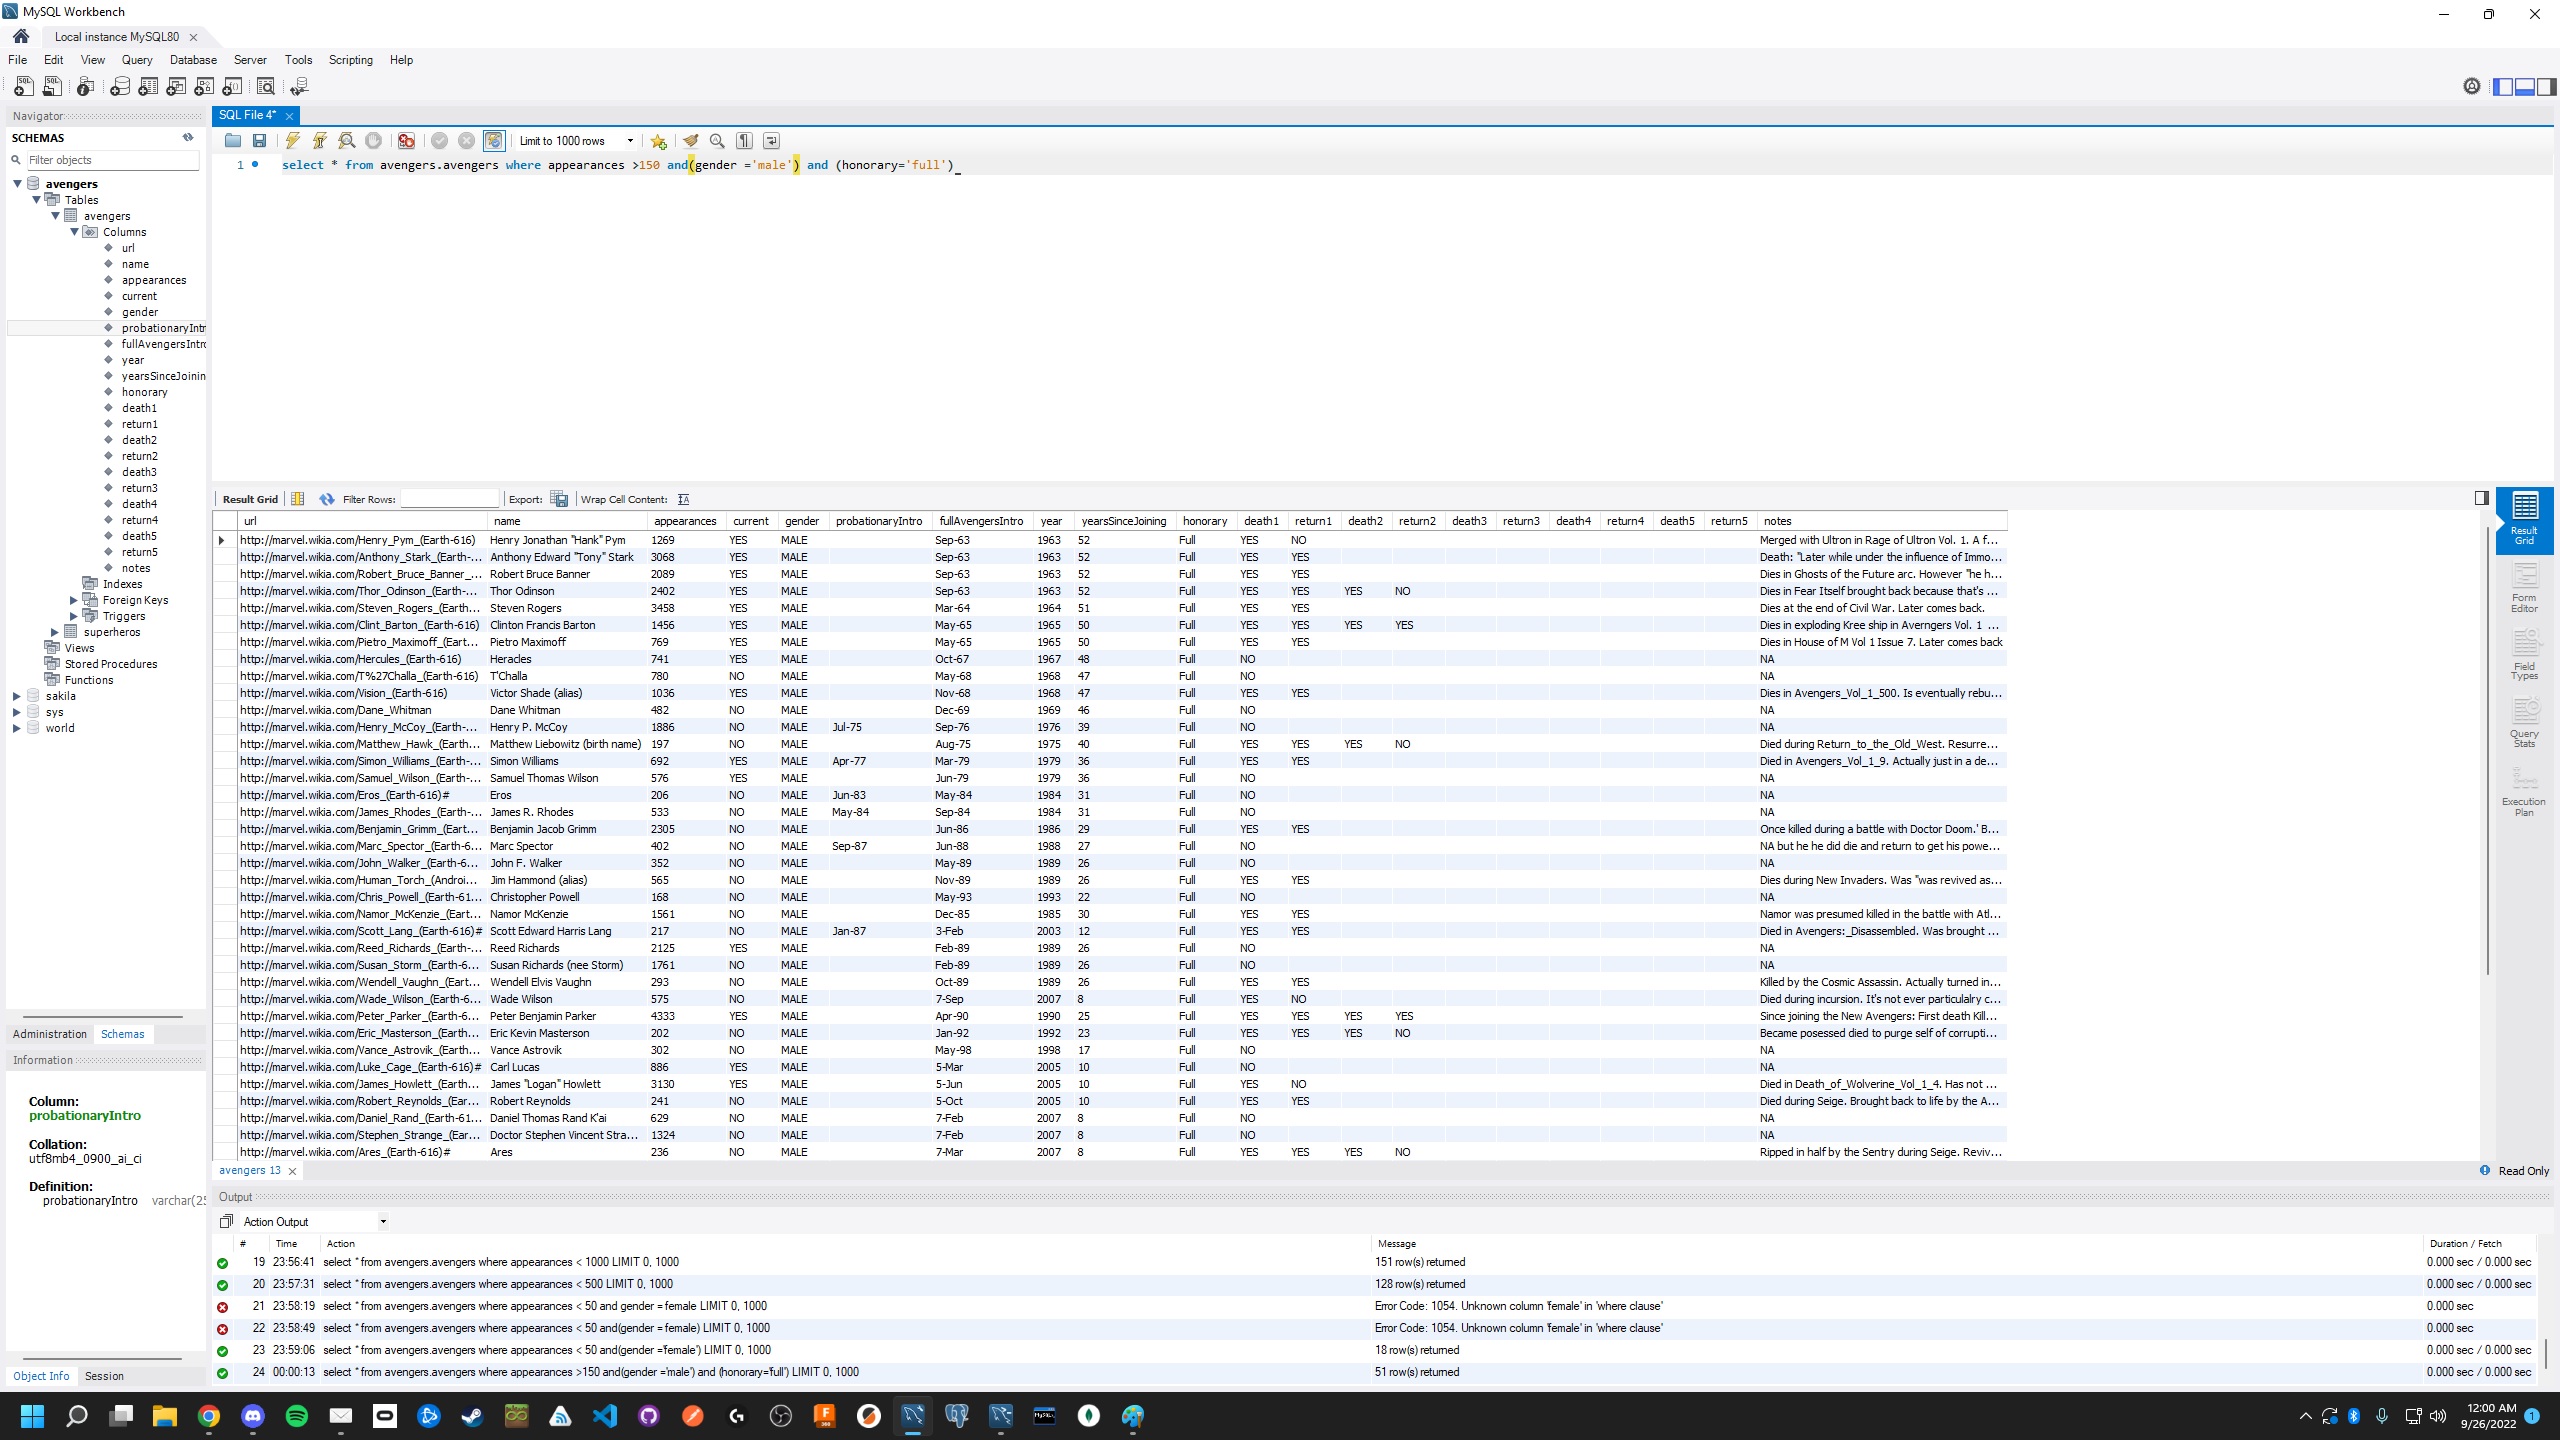 MySQL Workbench
Local instance MySQL80
File Edit View Query Database Server Tools Scripting Help
Navigator
SCHEMAS
Filter objects
avengers
Tables
avengers
Columns
url
name
appearances
current
gender
probationaryIntr
fullAvengersIntro
year
yearsSinceJoinin
honorary
death1
return1
death2
return2
death3
return3
death4
return4
death5
return5
notes
Indexes
Foreign Keys
Triggers
superheros
Views
Stored Procedures
Functions
sakila
sys
world
Administration Schemas
Information
Column:
probationaryIntro
Collation:
utf8mb4_0900_ai_ci
Definition:
probationaryIntro varchar(25
Object Info Session
SQL File 4*
Limit to 1000 rows
1 select * from avengers.avengers where appearances >150 and(gender ='male') and (honorary='full')
Result Grid Filter Rows: Export: Wrap Cell Content:
url name appearances current gender probationaryIntro fullAvengersIntro year yearsSinceJoining honorary death1 return1 death2 return2 death3 return3 death4 return4 death5 return5 notes
http://marvel.wikia.com/Henry_Pym_(Earth-616) Henry Jonathan "Hank" Pym 1269 YES MALE Sep-63 1963 52 Full YES NO Merged with Ultron in Rage of Ultron Vol. 1. A f...
http://marvel.wikia.com/Anthony_Stark_(Earth-... Anthony Edward "Tony" Stark 3068 YES MALE Sep-63 1963 52 Full YES YES Death: "Later while under the influence of Immo...
http://marvel.wikia.com/Robert_Bruce_Banner_... Robert Bruce Banner 2089 YES MALE Sep-63 1963 52 Full YES YES Dies in Ghosts of the Future arc. However "he h...
http://marvel.wikia.com/Thor_Odinson_(Earth-... Thor Odinson 2402 YES MALE Sep-63 1963 52 Full YES YES YES NO Dies in Fear Itself brought back because that's ...
http://marvel.wikia.com/Steven_Rogers_(Earth... Steven Rogers 3458 YES MALE Mar-64 1964 51 Full YES YES Dies at the end of Civil War. Later comes back.
http://marvel.wikia.com/Clint_Barton_(Earth-616) Clinton Francis Barton 1456 YES MALE May-65 1965 50 Full YES YES YES YES Dies in exploding Kree ship in Averngers Vol. 1 ...
http://marvel.wikia.com/Pietro_Maximoff_(Eart... Pietro Maximoff 769 YES MALE May-65 1965 50 Full YES YES Dies in House of M Vol 1 Issue 7. Later comes back
http://marvel.wikia.com/Hercules_(Earth-616) Heracles 741 YES MALE Oct-67 1967 48 Full NO NA
http://marvel.wikia.com/T%27Challa_(Earth-616) T'Challa 780 NO MALE May-68 1968 47 Full NO NA
http://marvel.wikia.com/Vision_(Earth-616) Victor Shade (alias) 1036 YES MALE Nov-68 1968 47 Full YES YES Dies in Avengers_Vol_1_500. Is eventually rebu...
http://marvel.wikia.com/Dane_Whitman Dane Whitman 482 NO MALE Dec-69 1969 46 Full NO NA
http://marvel.wikia.com/Henry_McCoy_(Earth-... Henry P. McCoy 1886 NO MALE Jul-75 Sep-76 1976 39 Full NO NA
http://marvel.wikia.com/Matthew_Hawk_(Earth... Matthew Liebowitz (birth name) 197 NO MALE Aug-75 1975 40 Full YES YES YES NO Died during Return_to_the_Old_West. Resurre...
http://marvel.wikia.com/Simon_Williams_(Earth-... Simon Williams 692 YES MALE Apr-77 Mar-79 1979 36 Full YES YES Died in Avengers_Vol_1_9. Actually just in a de...
http://marvel.wikia.com/Samuel_Wilson_(Earth-... Samuel Thomas Wilson 576 YES MALE Jun-79 1979 36 Full NO NA
http://marvel.wikia.com/Eros_(Earth-616)# Eros 206 NO MALE Jun-83 May-84 1984 31 Full NO NA
http://marvel.wikia.com/James_Rhodes_(Earth-... James R. Rhodes 533 NO MALE May-84 Sep-84 1984 31 Full NO NA
http://marvel.wikia.com/Benjamin_Grimm_(Eart... Benjamin Jacob Grimm 2305 NO MALE Jun-86 1986 29 Full YES YES Once killed during a battle with Doctor Doom.' B...
http://marvel.wikia.com/Marc_Spector_(Earth-6... Marc Spector 402 NO MALE Sep-87 Jun-88 1988 27 Full NO NA but he he did die and return to get his powe...
http://marvel.wikia.com/John_Walker_(Earth-6... John F. Walker 352 NO MALE May-89 1989 26 Full NO NA
http://marvel.wikia.com/Human_Torch_(Androi... Jim Hammond (alias) 565 NO MALE Nov-89 1989 26 Full YES YES Dies during New Invaders. Was "was revived as...
http://marvel.wikia.com/Chris_Powell_(Earth-61... Christopher Powell 168 NO MALE May-93 1993 22 Full NO NA
http://marvel.wikia.com/Namor_McKenzie_(Eart... Namor McKenzie 1561 NO MALE Dec-85 1985 30 Full YES YES Namor was presumed killed in the battle with Atl...
http://marvel.wikia.com/Scott_Lang_(Earth-616)# Scott Edward Harris Lang 217 NO MALE Jan-87 3-Feb 2003 12 Full YES YES Died in Avengers:_Disassembled. Was brought ...
http://marvel.wikia.com/Reed_Richards_(Earth-... Reed Richards 2125 YES MALE Feb-89 1989 26 Full NO NA
http://marvel.wikia.com/Susan_Storm_(Earth-6... Susan Richards (nee Storm) 1761 NO MALE Feb-89 1989 26 Full NO NA
http://marvel.wikia.com/Wendell_Vaughn_(Eart... Wendell Elvis Vaughn 293 NO MALE Oct-89 1989 26 Full YES YES Killed by the Cosmic Assassin. Actually turned in...
http://marvel.wikia.com/Wade_Wilson_(Earth-6... Wade Wilson 575 NO MALE 7-Sep 2007 8 Full YES NO Died during incursion. It's not ever particulalry c...
http://marvel.wikia.com/Peter_Parker_(Earth-6... Peter Benjamin Parker 4333 YES MALE Apr-90 1990 25 Full YES YES YES YES Since joining the New Avengers: First death Kill...
http://marvel.wikia.com/Eric_Masterson_(Earth... Eric Kevin Masterson 202 NO MALE Jan-92 1992 23 Full YES YES YES NO Became posessed died to purge self of corrupti...
http://marvel.wikia.com/Vance_Astrovik_(Earth... Vance Astrovik 302 NO MALE May-98 1998 17 Full NO NA
http://marvel.wikia.com/Luke_Cage_(Earth-616)# Carl Lucas 886 YES MALE 5-Mar 2005 10 Full NO NA
http://marvel.wikia.com/James_Howlett_(Earth... James "Logan" Howlett 3130 YES MALE 5-Jun 2005 10 Full YES NO Died in Death_of_Wolverine_Vol_1_4. Has not ...
http://marvel.wikia.com/Robert_Reynolds_(Ear... Robert Reynolds 241 NO MALE 5-Oct 2005 10 Full YES YES Died during Seige. Brought back to life by the A...
http://marvel.wikia.com/Daniel_Rand_(Earth-61... Daniel Thomas Rand K'ai 629 NO MALE 7-Feb 2007 8 Full NO NA
http://marvel.wikia.com/Stephen_Strange_(Ear... Doctor Stephen Vincent Stra... 1324 NO MALE 7-Feb 2007 8 Full NO NA
http://marvel.wikia.com/Ares_(Earth-616)# Ares 236 NO MALE 7-Mar 2007 8 Full YES YES YES NO Ripped in half by the Sentry during Seige. Reviv...
Result Grid
Form Editor
Field Types
Query Stats
Execution Plan
avengers 13 Read Only
Output
Action Output
# Time Action Message Duration / Fetch
19 23:56:41 select * from avengers.avengers where appearances < 1000 LIMIT 0, 1000 151 row(s) returned 0.000 sec / 0.000 sec
20 23:57:31 select * from avengers.avengers where appearances < 500 LIMIT 0, 1000 128 row(s) returned 0.000 sec / 0.000 sec
21 23:58:19 select * from avengers.avengers where appearances < 50 and gender = female LIMIT 0, 1000 Error Code: 1054. Unknown column 'female' in 'where clause' 0.000 sec
22 23:58:49 select * from avengers.avengers where appearances < 50 and(gender = female) LIMIT 0, 1000 Error Code: 1054. Unknown column 'female' in 'where clause' 0.000 sec
23 23:59:06 select * from avengers.avengers where appearances < 50 and(gender ='female') LIMIT 0, 1000 18 row(s) returned 0.000 sec / 0.000 sec
24 00:00:13 select * from avengers.avengers where appearances >150 and(gender ='male') and (honorary='full') LIMIT 0, 1000 51 row(s) returned 0.000 sec / 0.000 sec
12:00 AM
9/26/2022
1